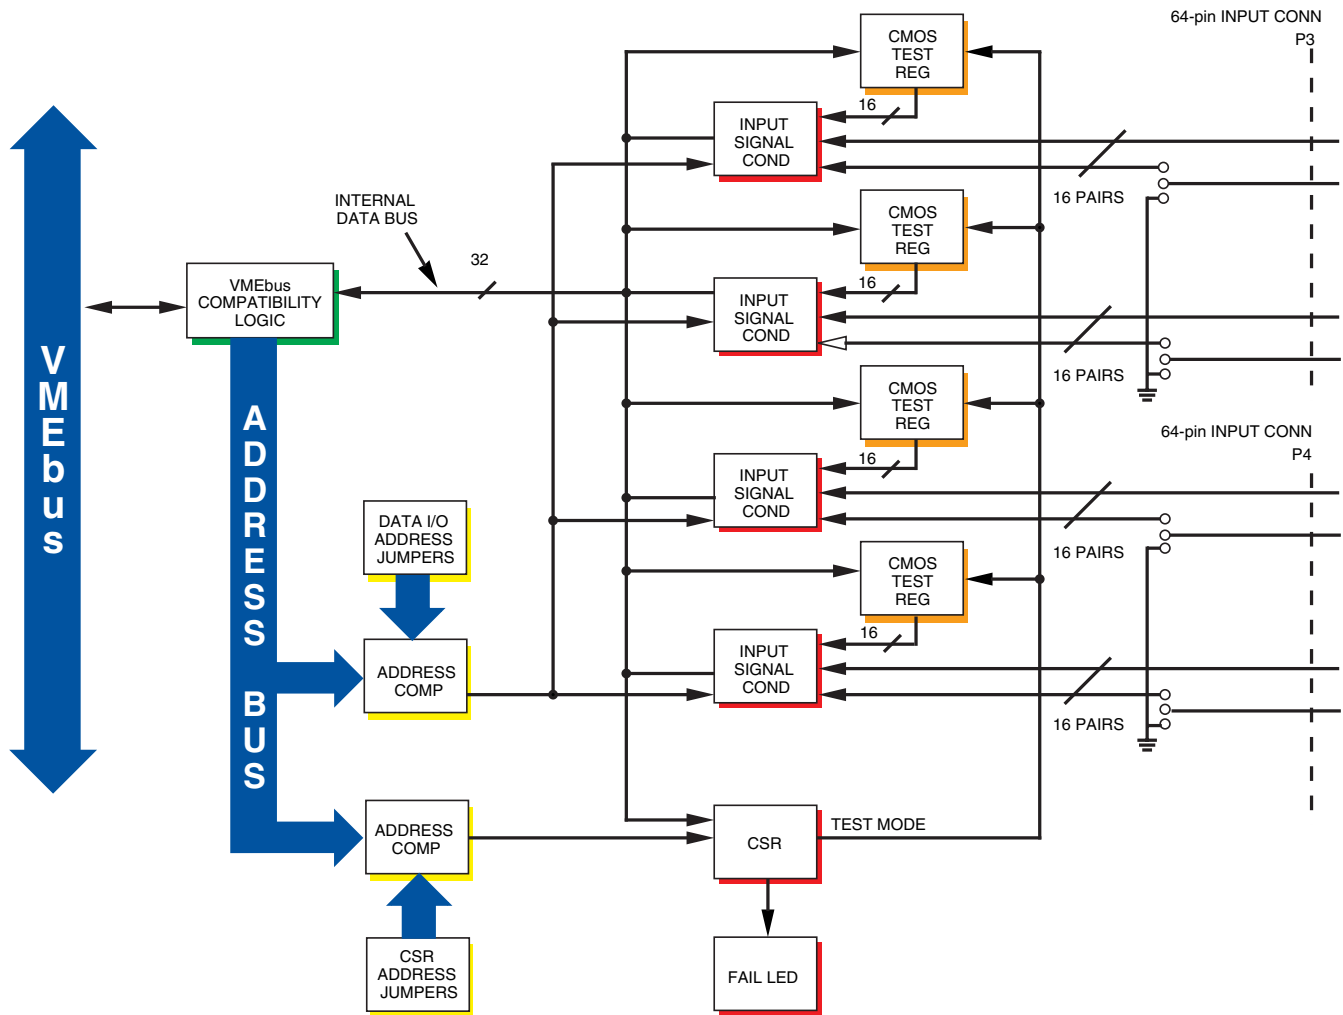 64-pin INPUT CONN
P3
CMOS
TEST
REG
16
INPUT
SIGNAL
COND
16 PAIRS
INTERNAL
DATA BUS
32
CMOS
TEST
REG
16
INPUT
SIGNAL
COND
16 PAIRS
VMEbus
COMPATIBILITY
LOGIC
VMEbus
ADDRESS BUS
64-pin INPUT CONN
P4
CMOS
TEST
REG
16
INPUT
SIGNAL
COND
16 PAIRS
DATA I/O
ADDRESS
JUMPERS
CMOS
TEST
REG
16
INPUT
SIGNAL
COND
16 PAIRS
ADDRESS
COMP
ADDRESS
COMP
CSR
TEST MODE
CSR
ADDRESS
JUMPERS
FAIL LED